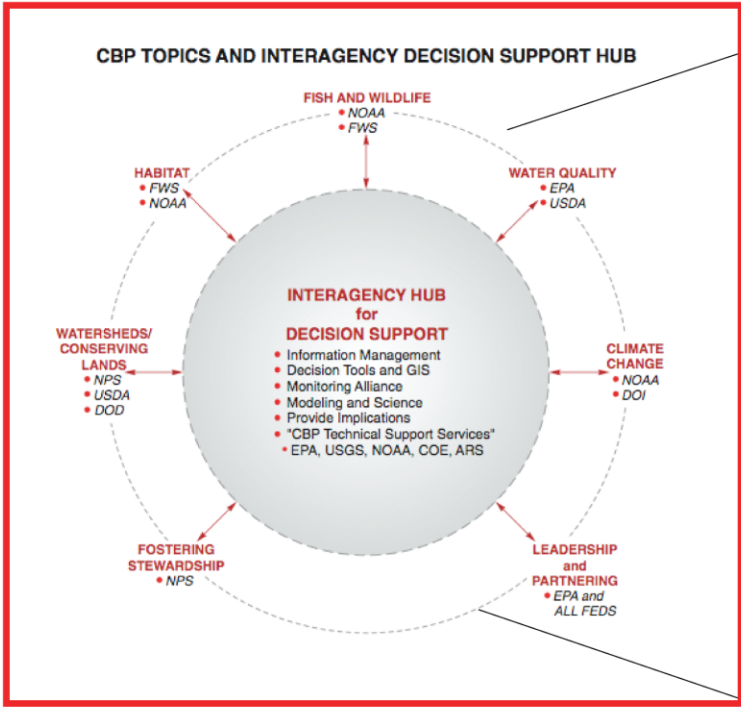 CBP TOPICS AND INTERAGENCY DECISION SUPPORT HUB
FISH AND WILDLIFE
• NOAA
• FWS
HABITAT
• FWS
• NOAA
WATER QUALITY
• EPA
• USDA
INTERAGENCY HUB
for
DECISION SUPPORT
• Information Management
• Decision Tools and GIS
• Monitoring Alliance
• Modeling and Science
• Provide Implications
• "CBP Technical Support Services"
• EPA, USGS, NOAA, COE, ARS
WATERSHEDS/
CONSERVING
LANDS
• NPS
• USDA
• DOD
CLIMATE
CHANGE
• NOAA
• DOI
FOSTERING
STEWARDSHIP
• NPS
LEADERSHIP
and
PARTNERING
• EPA and
ALL FEDS